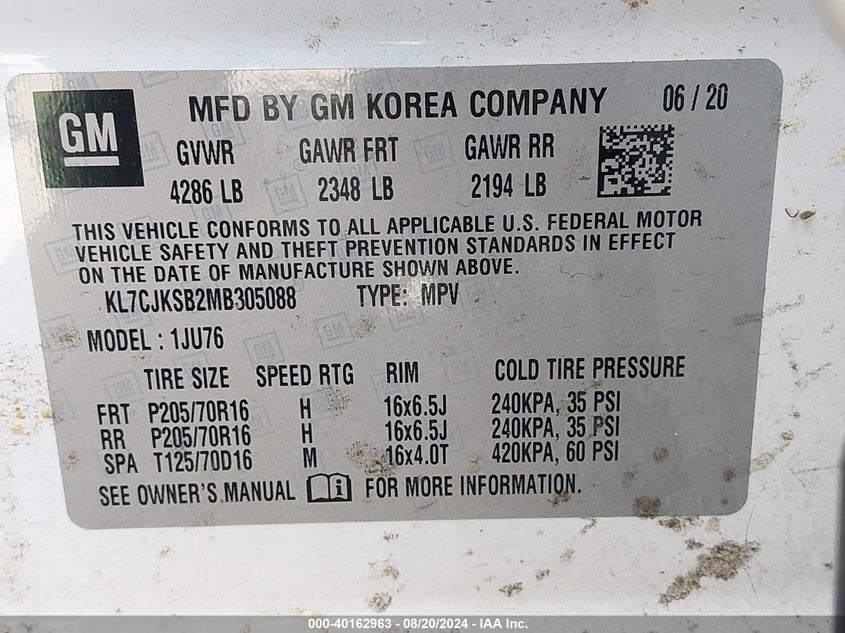 GM
MFD BY GM KOREA COMPANY 06 / 20
GVWR GAWR FRT GAWR RR
4286 LB 2348 LB 2194 LB
THIS VEHICLE CONFORMS TO ALL APPLICABLE U.S. FEDERAL MOTOR
VEHICLE SAFETY AND THEFT PREVENTION STANDARDS IN EFFECT
ON THE DATE OF MANUFACTURE SHOWN ABOVE.
KL7CJKSB2MB305088 TYPE: MPV
MODEL : 1JU76
TIRE SIZE SPEED RTG RIM COLD TIRE PRESSURE
FRT P205/70R16 H 16x6.5J 240KPA, 35 PSI
RR P205/70R16 H 16x6.5J 240KPA, 35 PSI
SPA T125/70D16 M 16x4.0T 420KPA, 60 PSI
SEE OWNER'S MANUAL FOR MORE INFORMATION.
000-40162963 - 08/20/2024 - IAA Inc.